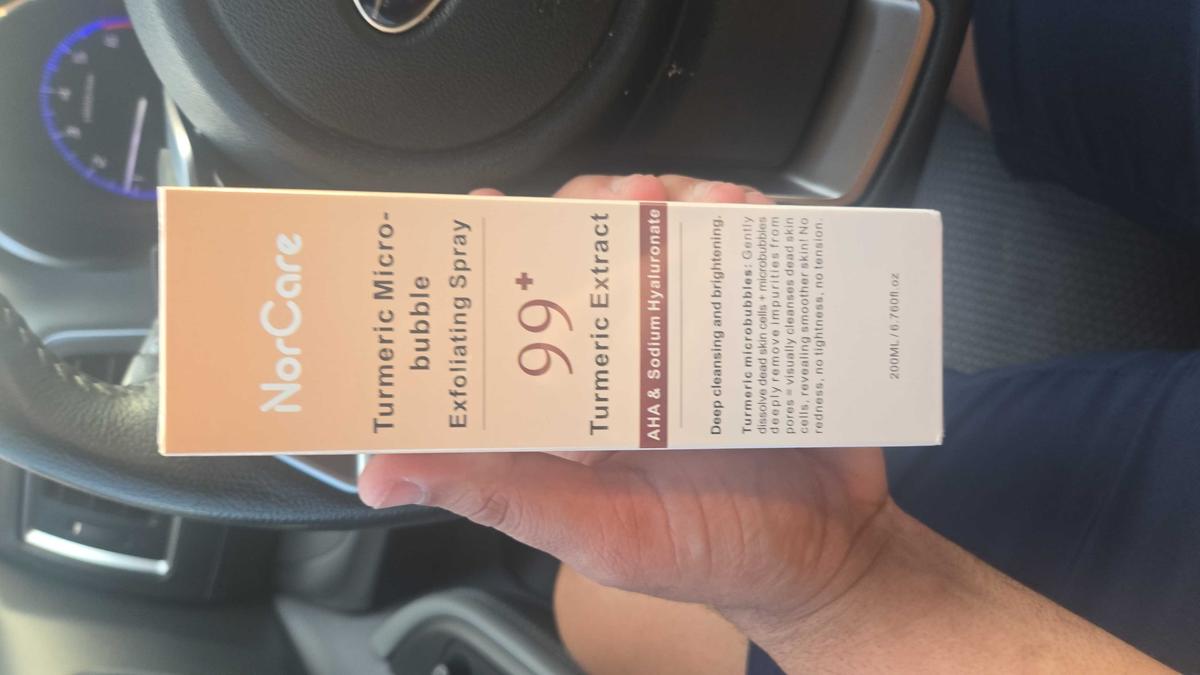 NorCare
Turmeric Micro-
bubble
Exfoliating Spray
99+
Turmeric Extract
AHA & Sodium Hyaluronate
Deep cleansing and brightening.
Turmeric microbubbles: Gently
dissolve dead skin cells + microbubbles
deeply remove impurities from
pores = visually cleanses dead skin
cells, revealing smoother skin! No
redness, no tightness, no tension.
200ML / 6.760fl.oz